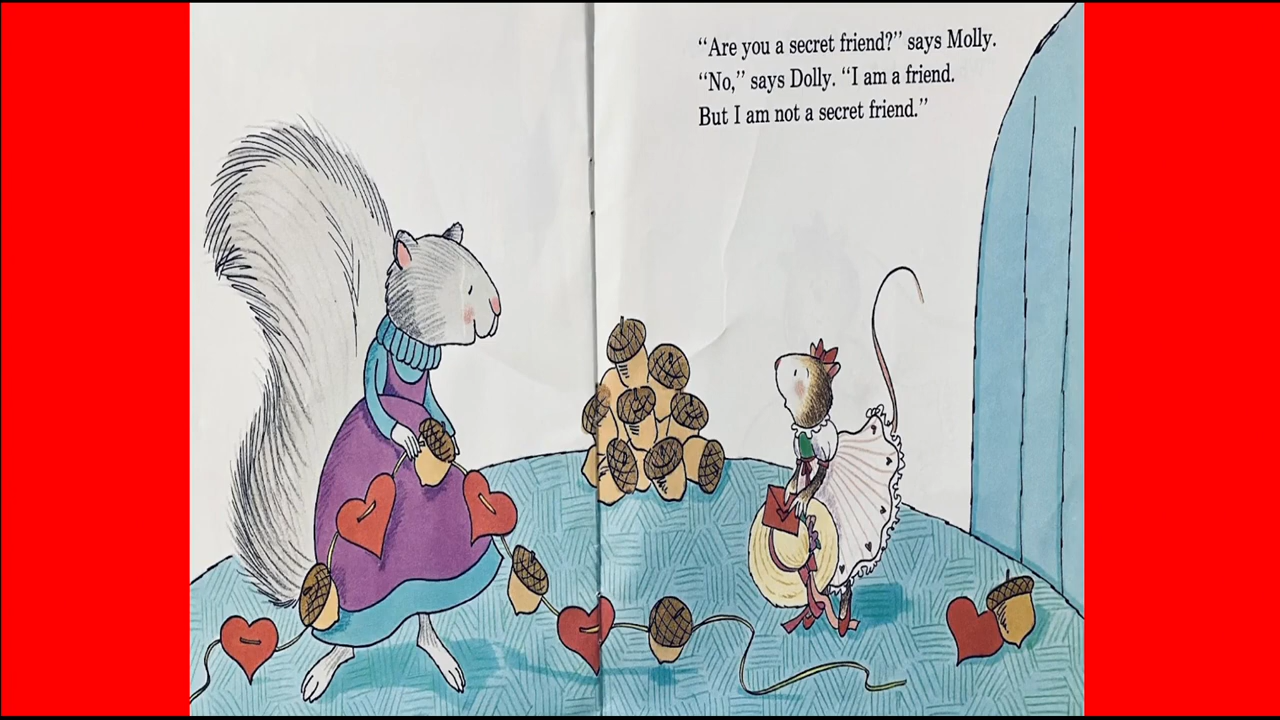 “Are you a secret friend?” says Molly.
“No,” says Dolly. “I am a friend.
But I am not a secret friend.”